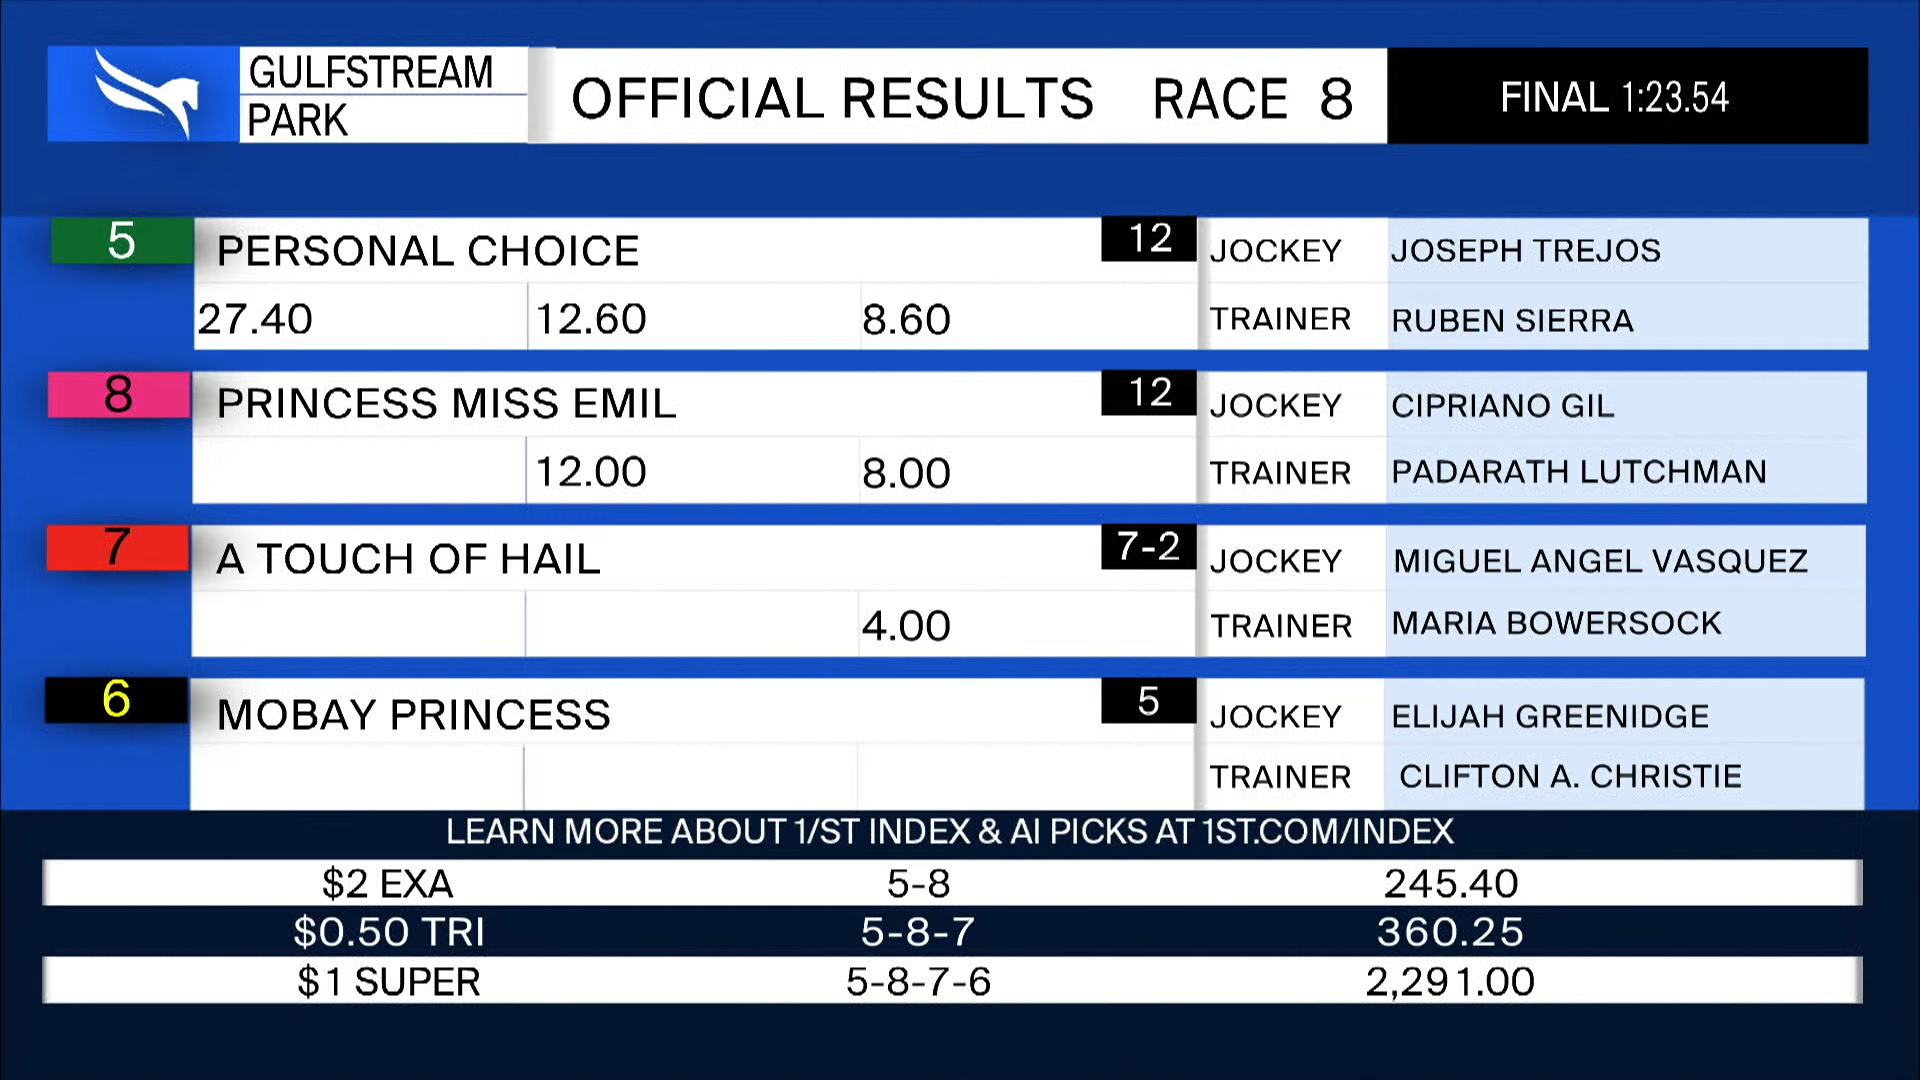 GULFSTREAM
PARK
OFFICIAL RESULTS RACE 8
FINAL 1:23.54
5 PERSONAL CHOICE 12 JOCKEY JOSEPH TREJOS
27.40 12.60 8.60 TRAINER RUBEN SIERRA
8 PRINCESS MISS EMIL 12 JOCKEY CIPRIANO GIL
12.00 8.00 TRAINER PADARATH LUTCHMAN
7 A TOUCH OF HAIL 7-2 JOCKEY MIGUEL ANGEL VASQUEZ
4.00 TRAINER MARIA BOWERSOCK
6 MOBAY PRINCESS 5 JOCKEY ELIJAH GREENIDGE
TRAINER CLIFTON A. CHRISTIE
LEARN MORE ABOUT 1/ST INDEX & AI PICKS AT 1ST.COM/INDEX
$2 EXA 5-8 245.40
$0.50 TRI 5-8-7 360.25
$1 SUPER 5-8-7-6 2,291.00